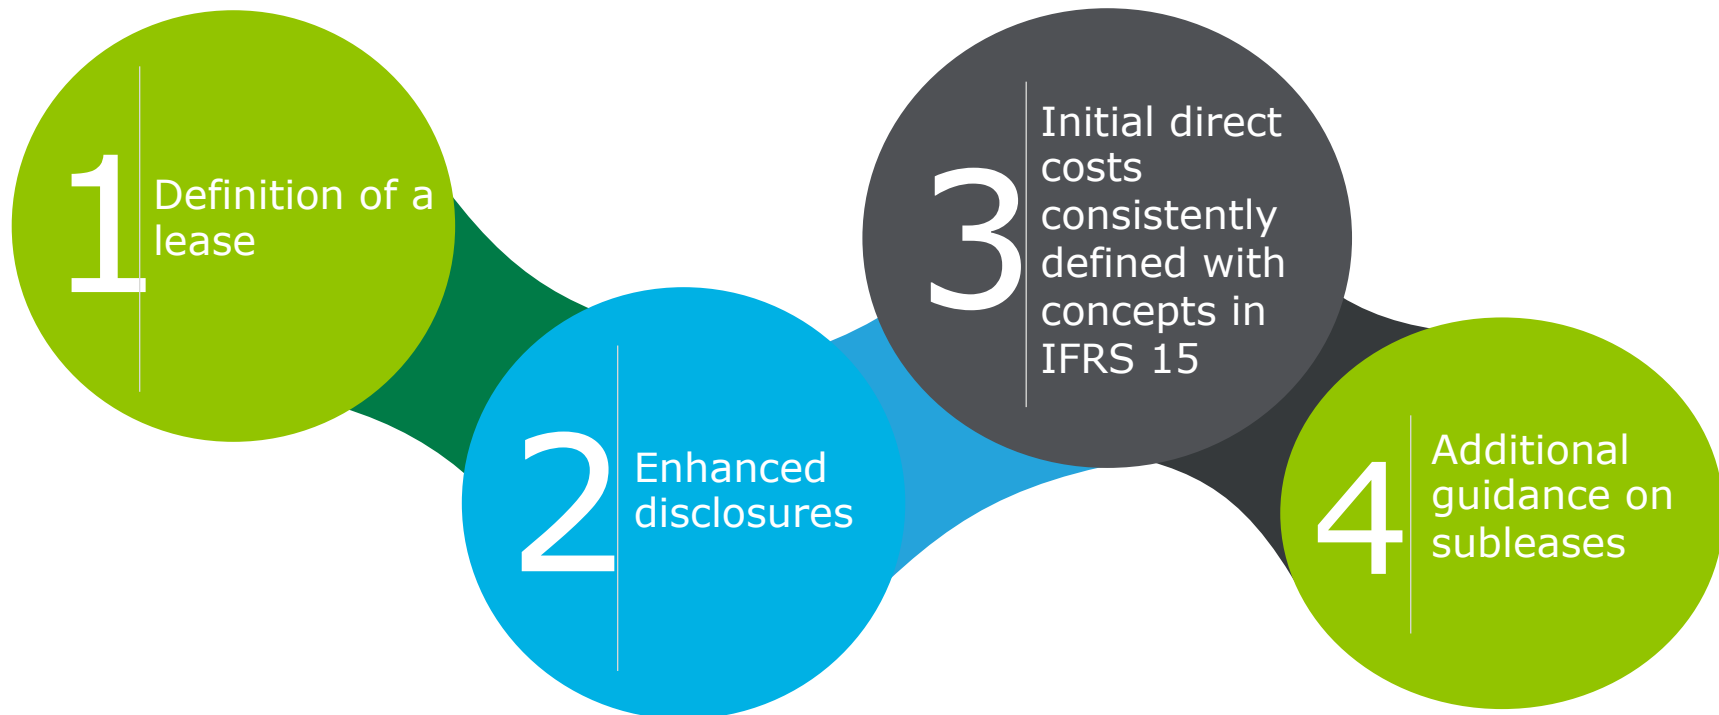 1
Definition of a
lease
2
Enhanced
disclosures
3
Initial direct
costs
consistently
defined with
concepts in
IFRS 15
4
Additional
guidance on
subleases